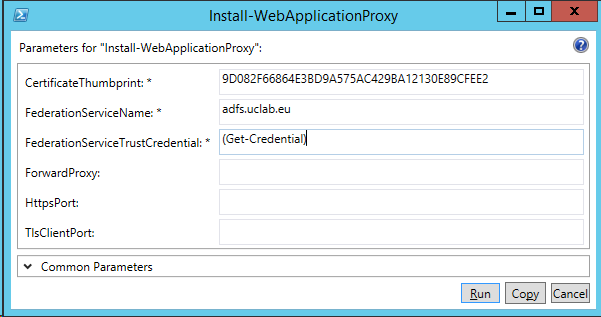 Install-WebApplicationProxy
Parameters for "Install-WebApplicationProxy":
CertificateThumbprint: * 9D082F66864E3BD9A575AC429BA12130E89CFEE2
FederationServiceName: * adfs.uclab.eu
FederationServiceTrustCredential: * (Get-Credential)
ForwardProxy:
HttpsPort:
TlsClientPort:
Common Parameters
Run Copy Cancel